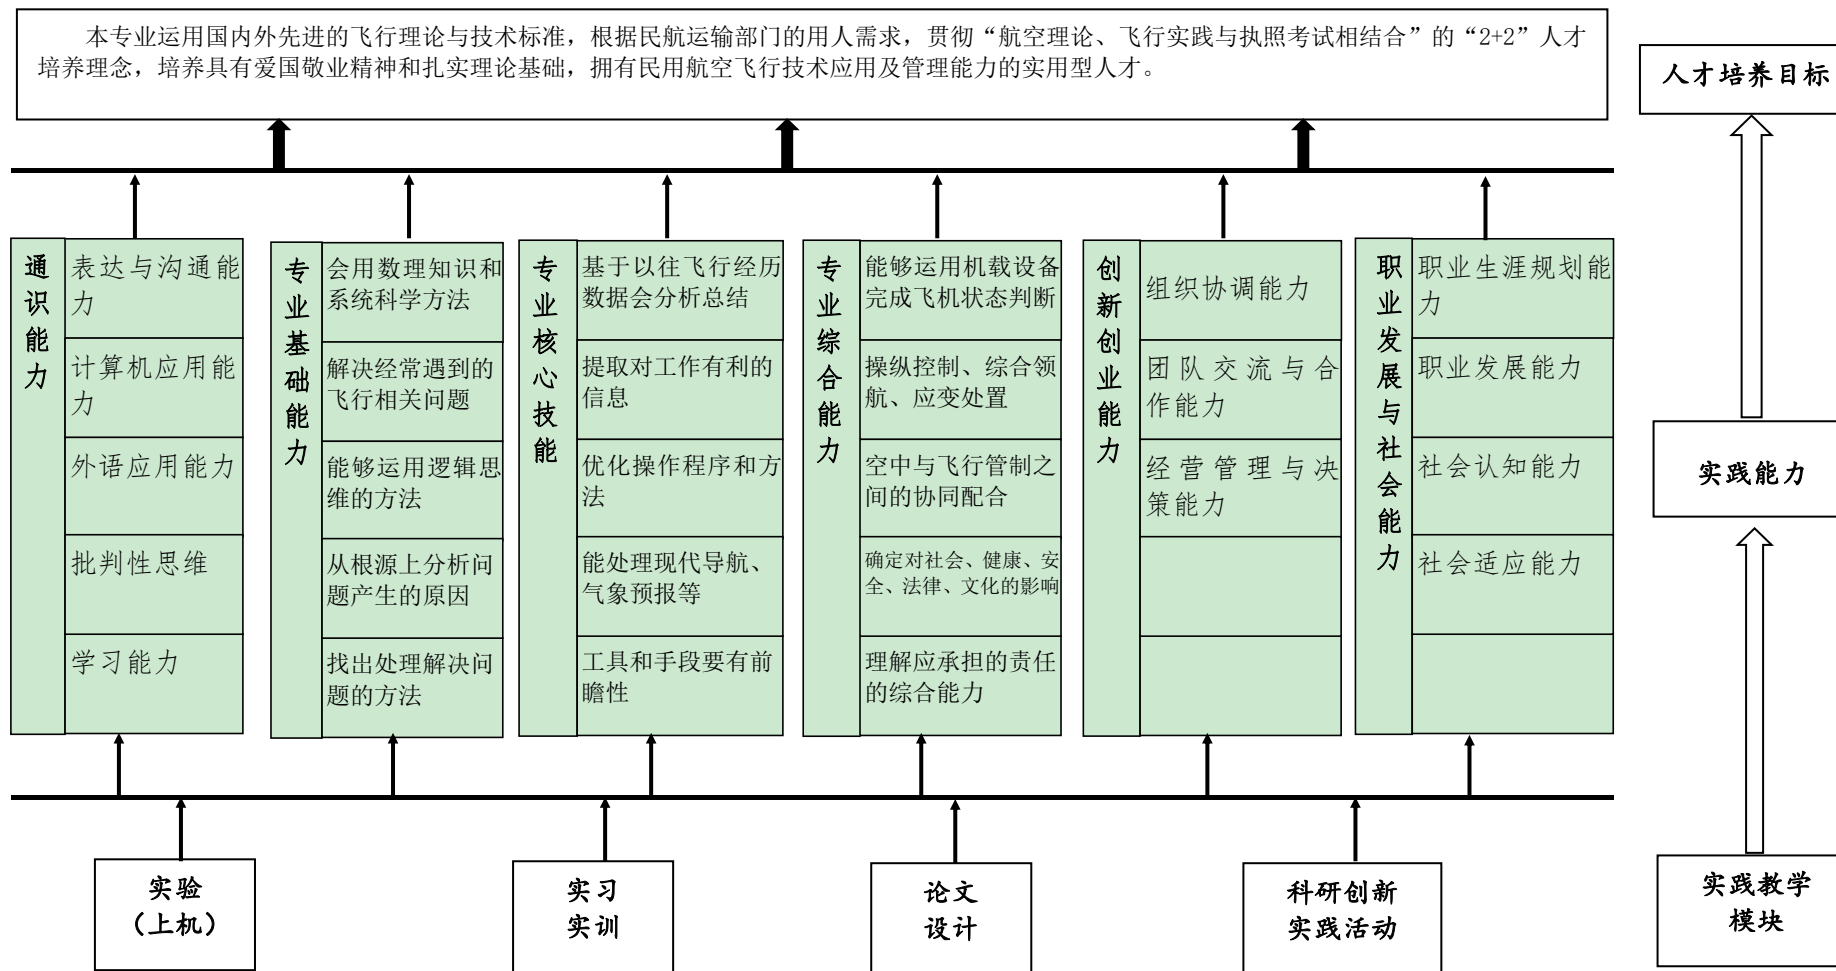 本专业运用国内外先进的飞行理论与技术标准，根据民航运输部门的用人需求，贯彻“航空理论、飞行实践与执照考试相结合”的“2+2”人才
培养理念，培养具有爱国敬业精神和扎实理论基础，拥有民用航空飞行技术应用及管理能力的实用型人才。
人才培养目标
通识能力
表达与沟通能
力
计算机应用能
力
外语应用能力
批判性思维
学习能力
专业基础能力
会用数理知识和
系统科学方法
解决经常遇到的
飞行相关问题
能够运用逻辑思
维的方法
从根源上分析问
题产生的原因
找出处理解决问
题的方法
专业核心技能
基于以往飞行经历
数据会分析总结
提取对工作有利的
信息
优化操作程序和方
法
能处理现代导航、
气象预报等
工具和手段要有前
瞻性
专业综合能力
能够运用机载设备
完成飞机状态判断
操纵控制、综合领
航、应变处置
空中与飞行管制之
间的协同配合
确定对社会、健康、安
全、法律、文化的影响
理解应承担的责任
的综合能力
创新创业能力
组织协调能力
团队交流与合
作能力
经营管理与决
策能力
职业发展与社会能力
职业生涯规划能
力
职业发展能力
社会认知能力
社会适应能力
实践能力
实验
（上机）
实习
实训
论文
设计
科研创新
实践活动
实践教学
模块